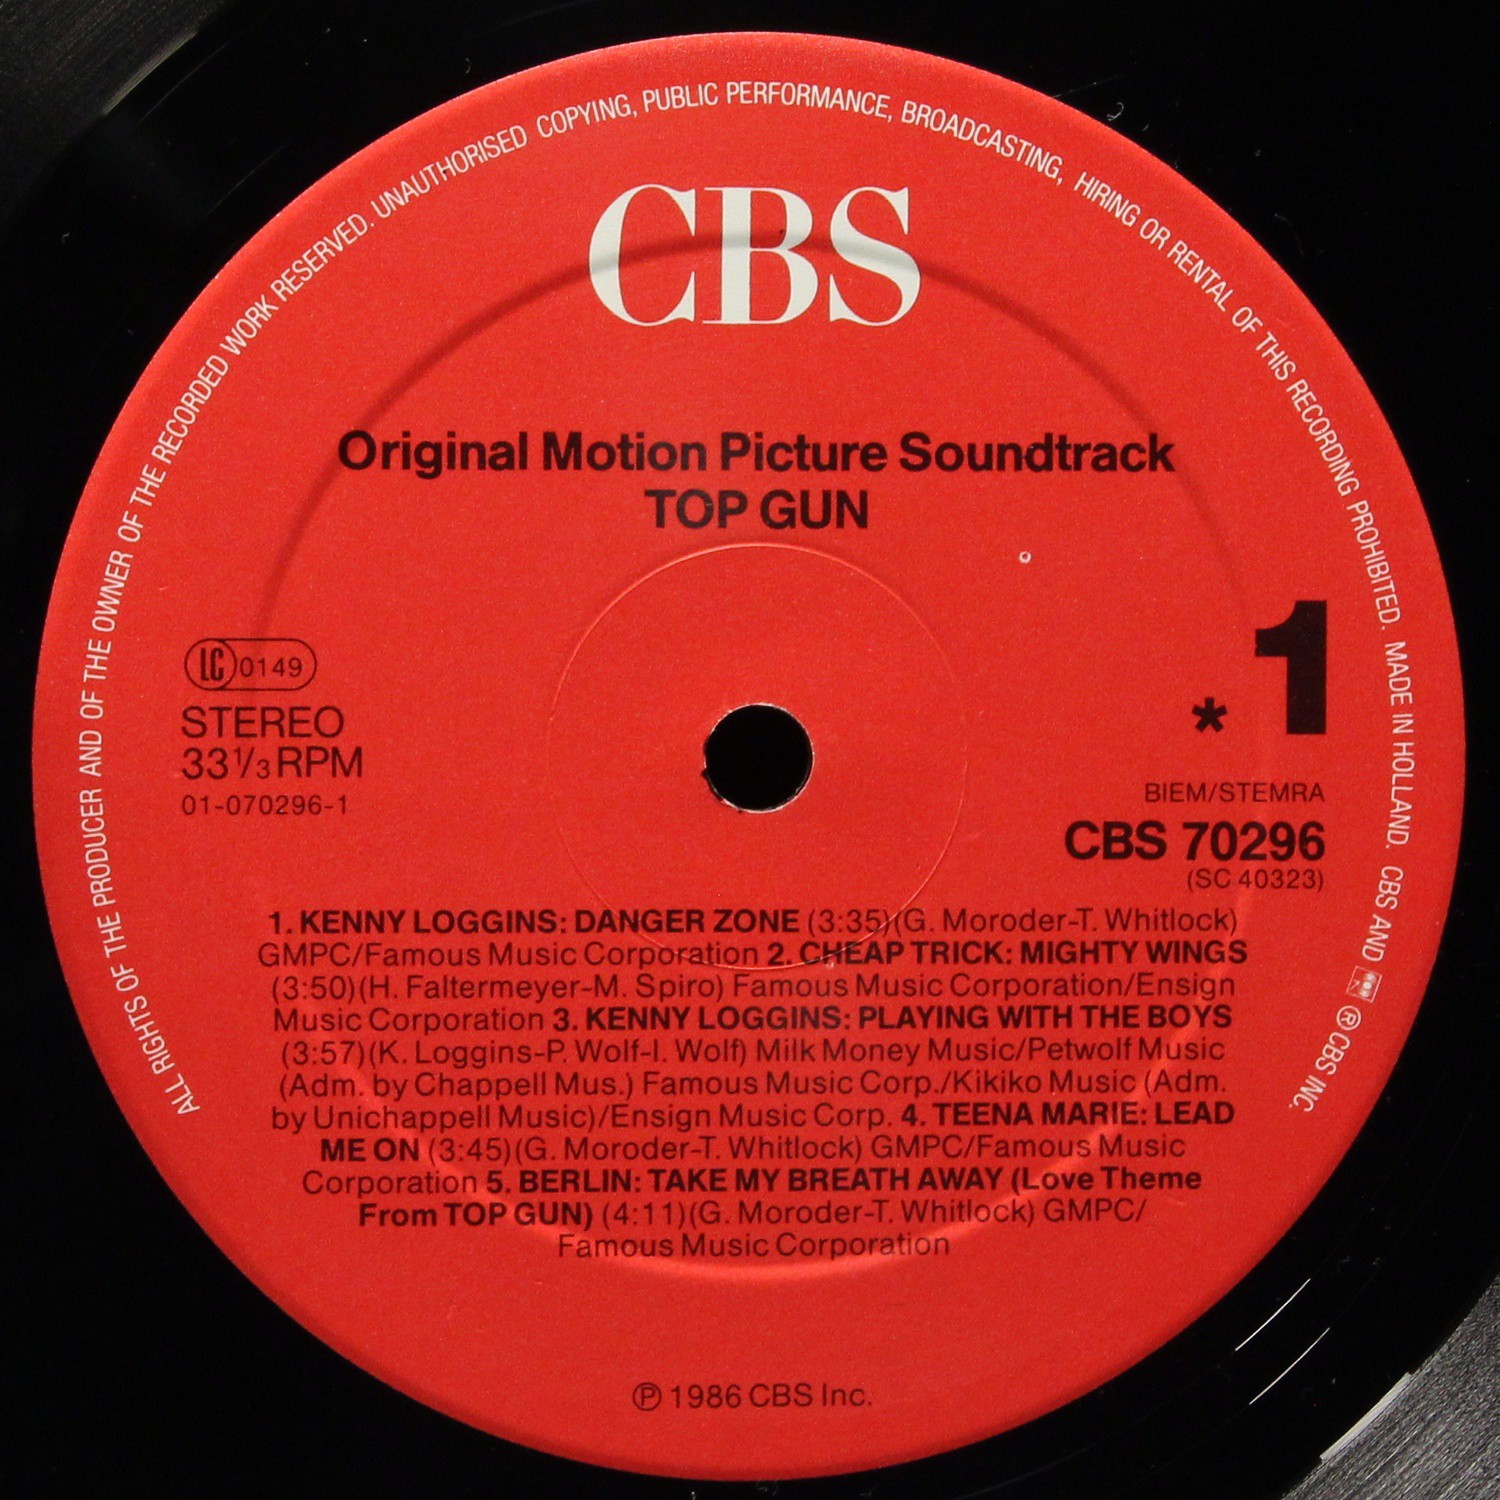 ALL RIGHTS OF THE PRODUCER AND OF THE OWNER OF THE RECORDED WORK RESERVED. UNAUTHORISED COPYING, PUBLIC PERFORMANCE, BROADCASTING, HIRING OR RENTAL OF THIS RECORDING PROHIBITED. MADE IN HOLLAND. CBS AND ® CBS INC.
CBS
Original Motion Picture Soundtrack
TOP GUN
LC 0149
STEREO
33 1/3 RPM
01-070296-1
* 1
BIEM/STEMRA
CBS 70296
(SC 40323)
1. KENNY LOGGINS: DANGER ZONE (3:35)(G. Moroder-T. Whitlock)
GMPC/Famous Music Corporation 2. CHEAP TRICK: MIGHTY WINGS
(3:50)(H. Faltermeyer-M. Spiro) Famous Music Corporation/Ensign
Music Corporation 3. KENNY LOGGINS: PLAYING WITH THE BOYS
(3:57)(K. Loggins-P. Wolf-I. Wolf) Milk Money Music/Petwolf Music
(Adm. by Chappell Mus.) Famous Music Corp./Kikiko Music (Adm.
by Unichappell Music)/Ensign Music Corp. 4. TEENA MARIE: LEAD
ME ON (3:45)(G. Moroder-T. Whitlock) GMPC/Famous Music
Corporation 5. BERLIN: TAKE MY BREATH AWAY (Love Theme
From TOP GUN) (4:11)(G. Moroder-T. Whitlock) GMPC/
Famous Music Corporation
℗ 1986 CBS Inc.